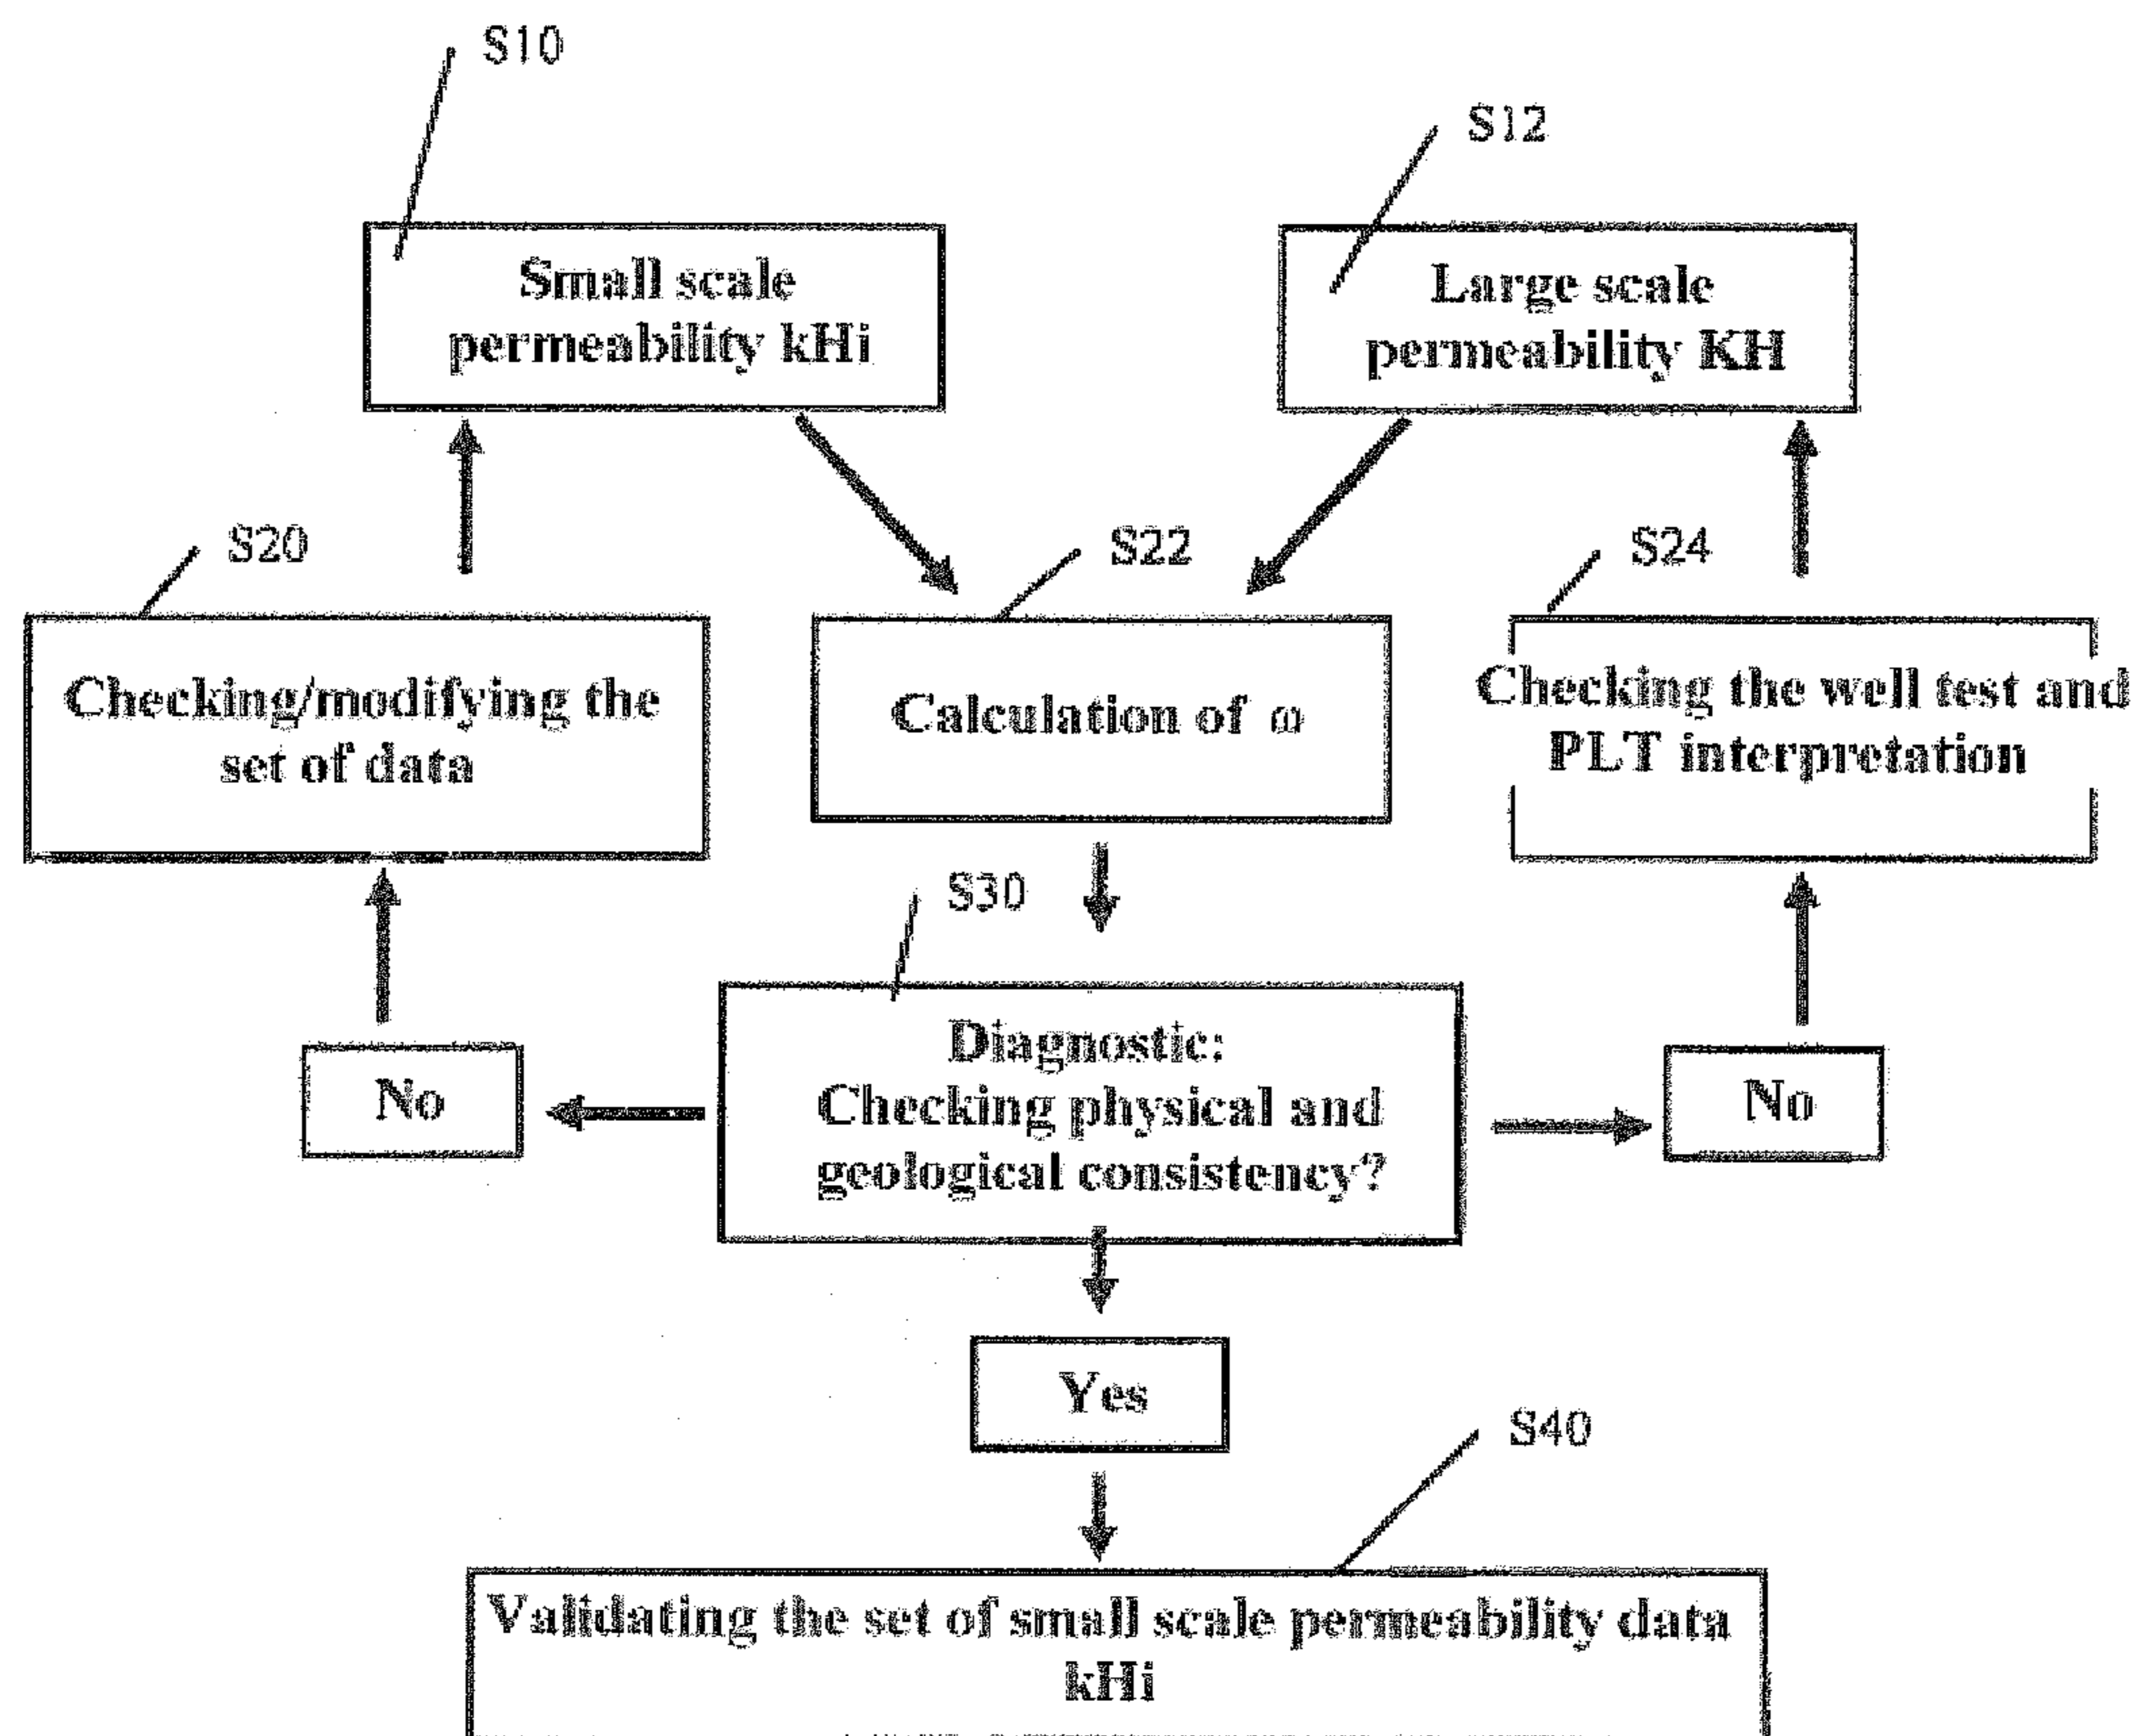 S10
S12
Small scale
permeability kHi
Large scale
permeability KH
S20
S22
S24
Checking/modifying the
set of data
Calculation of ω
Checking the well test and
PLT interpretation
S30
Diagnostic:
Checking physical and
geological consistency?
No
No
Yes
S40
Validating the set of small scale permeability data
kHi